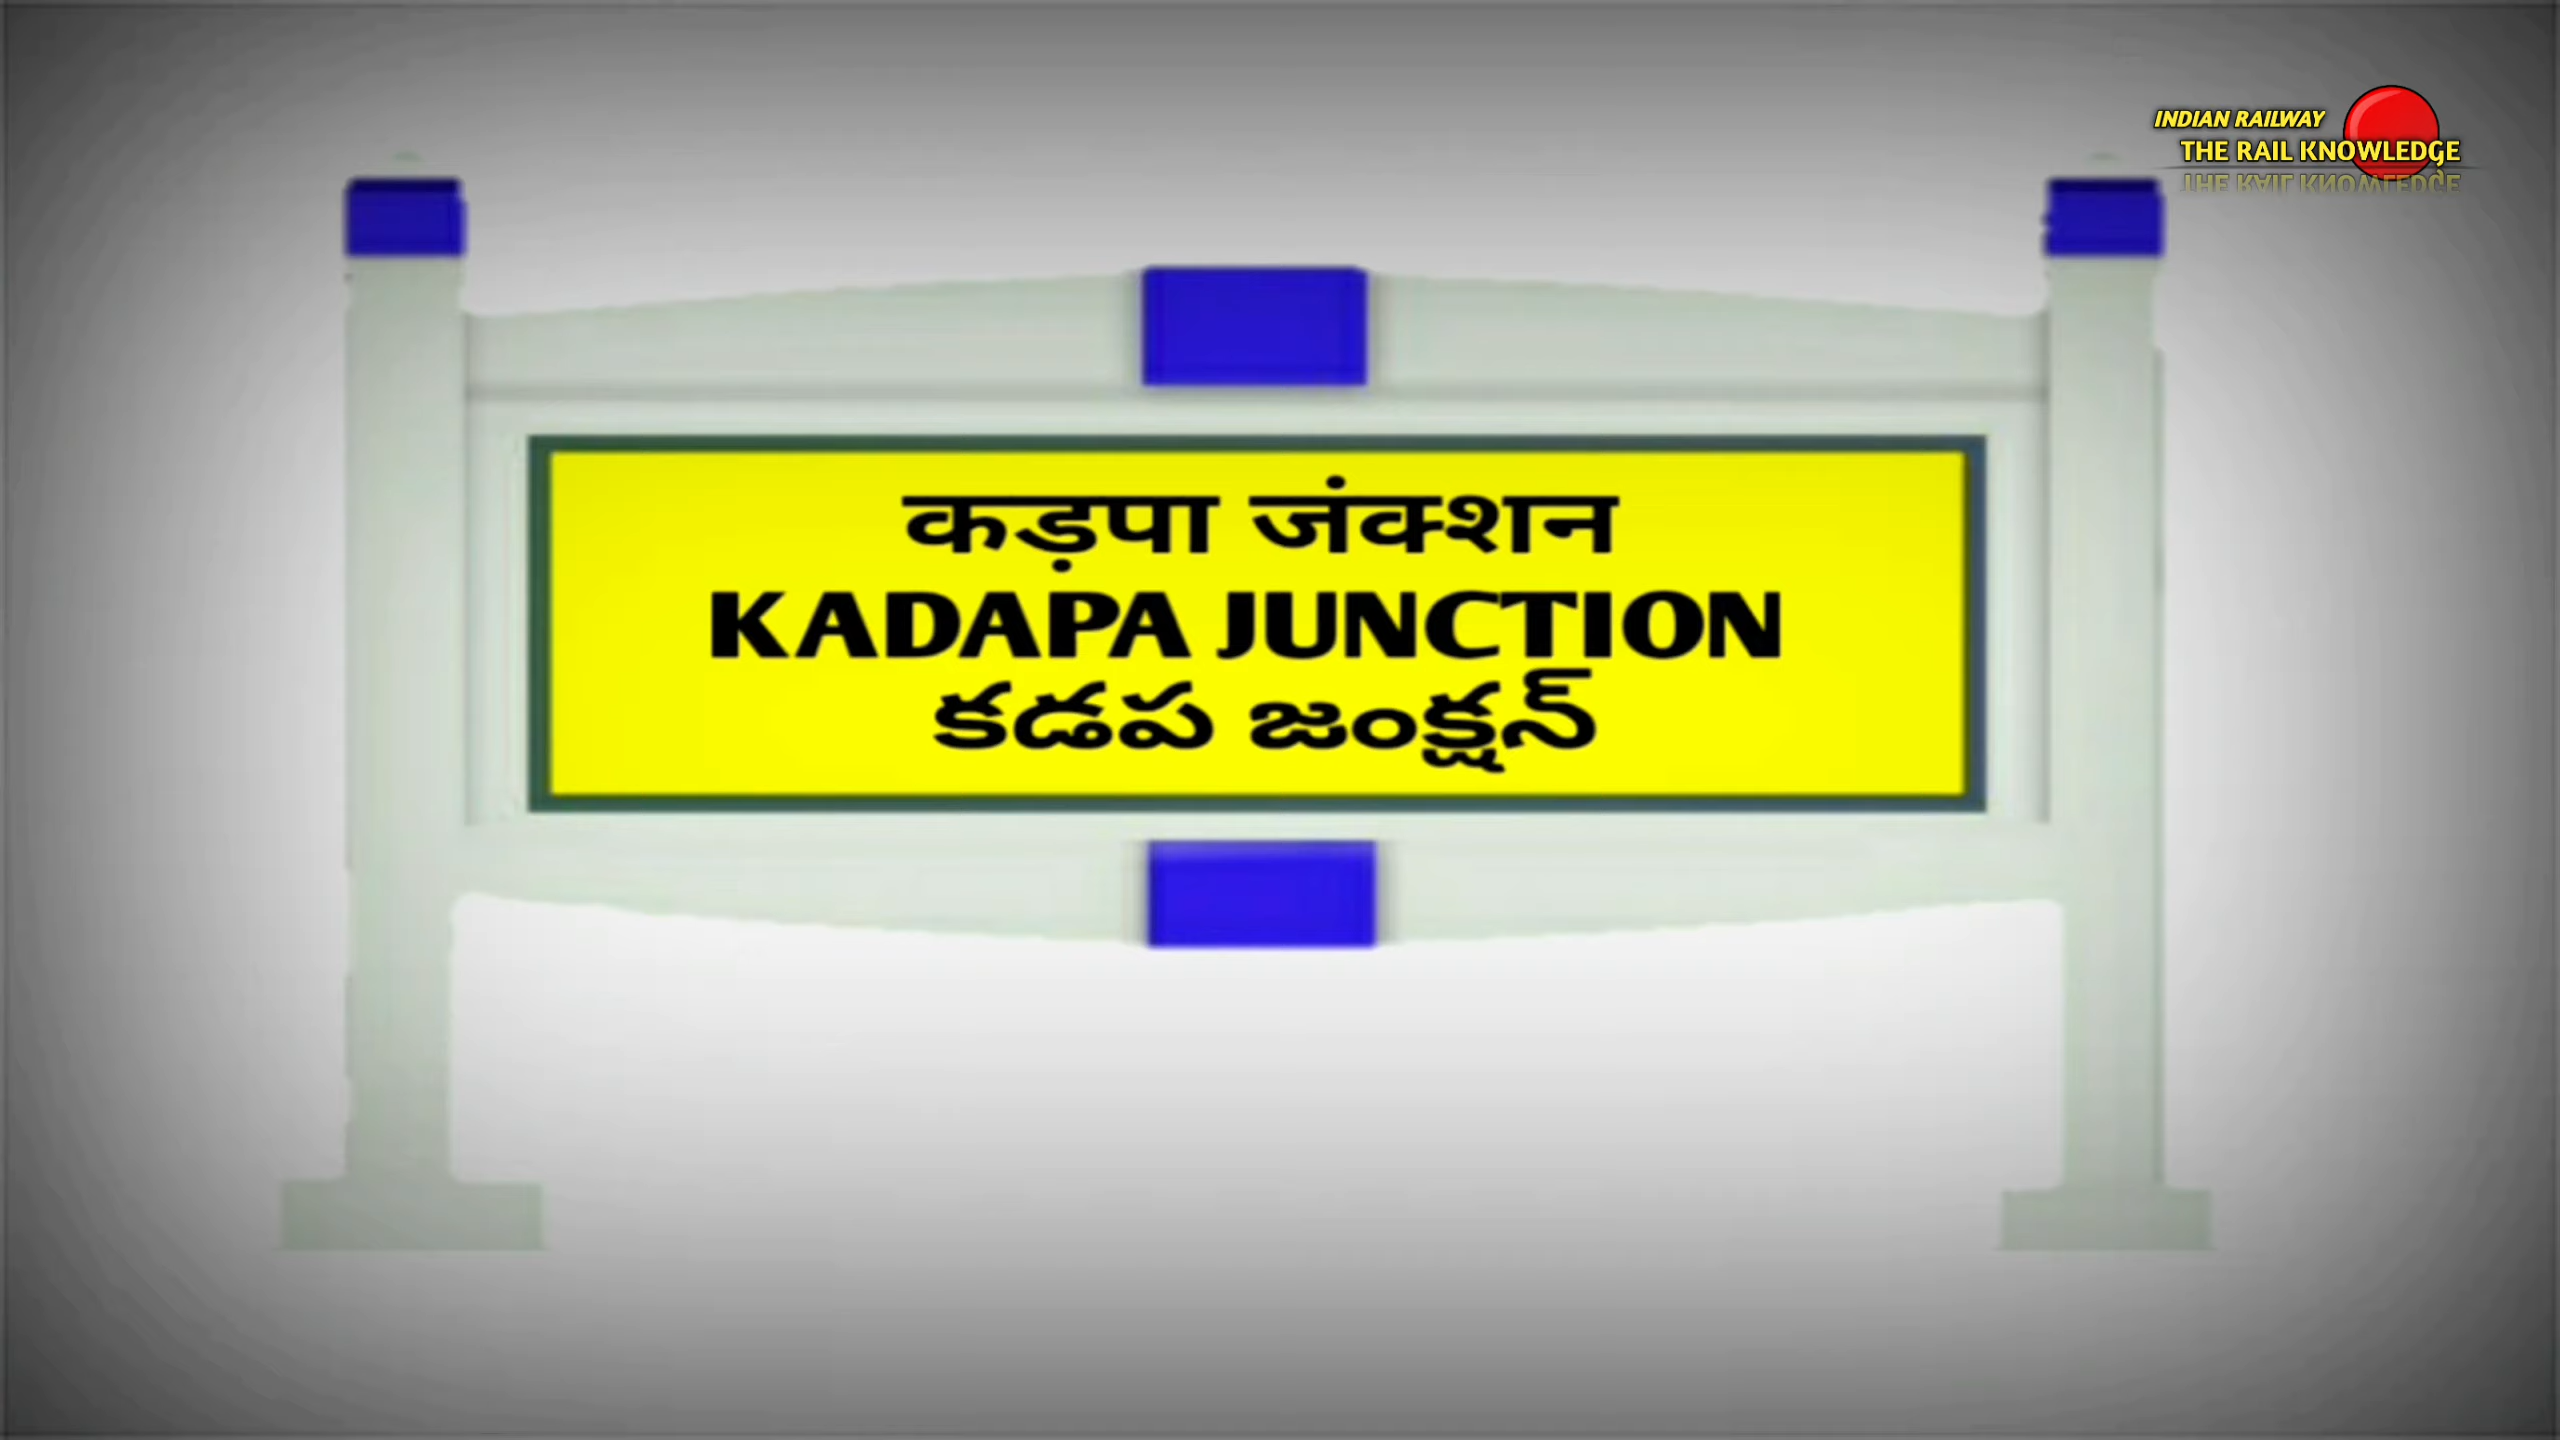 INDIAN RAILWAY
THE RAIL KNOWLEDGE
कड़पा जंक्शन
KADAPA JUNCTION
కడప జంక్షన్